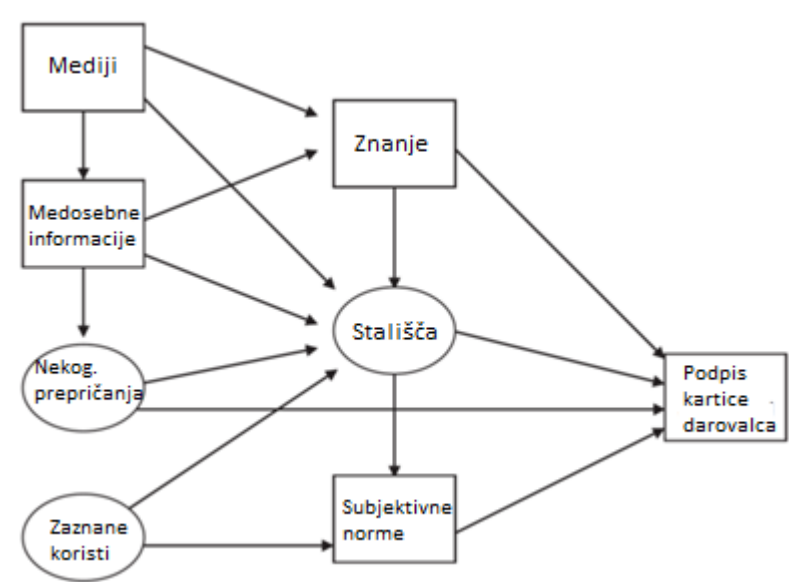 Mediji
Znanje
Medosebne
informacije
Stališča
Nekog.
prepričanja
Podpis
kartice
darovalca
Subjektivne
norme
Zaznane
koristi